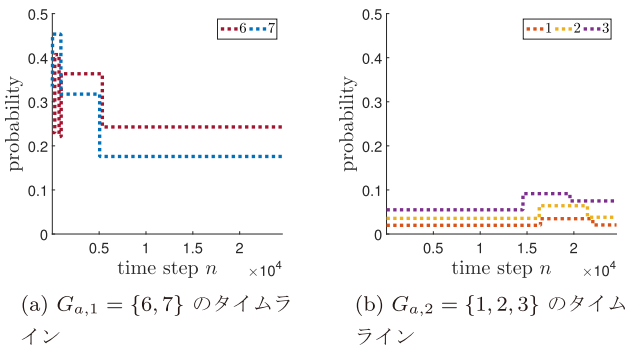 0.5
0.4
0.3
0.2
0.1
0
probability
6 7
0.5 1 1.5 2
time step n
×10^4
0.5
0.4
0.3
0.2
0.1
0
probability
1 2 3
0.5 1 1.5 2
time step n
×10^4
(a) G_{a,1} = {6, 7} のタイムラ
イン
(b) G_{a,2} = {1, 2, 3} のタイム
ライン